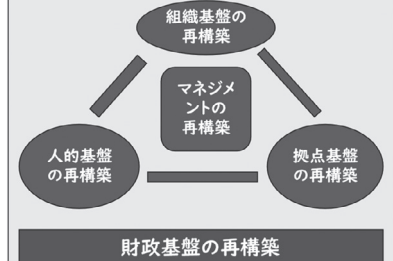 組織基盤の
再構築
マネジメ
ントの
再構築
人的基盤
の再構築
拠点基盤
の再構築
財政基盤の再構築